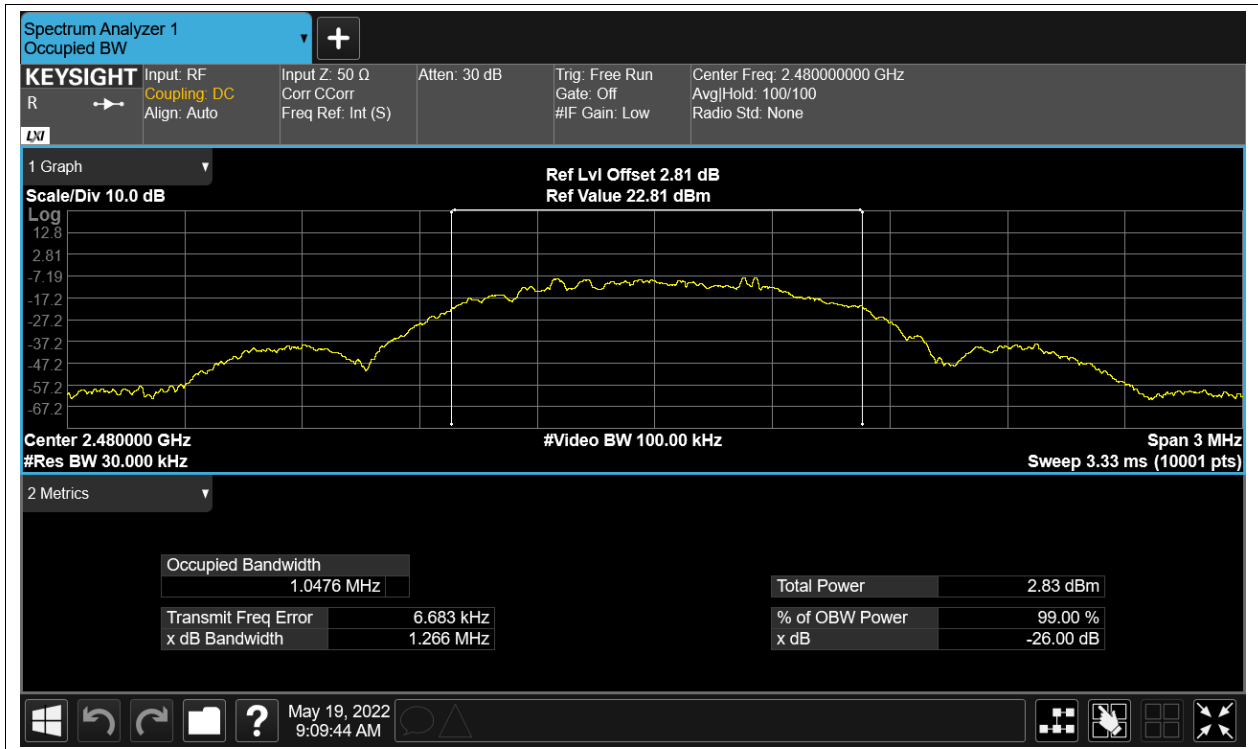 Spectrum Analyzer 1
Occupied BW
KEYSIGHT
R
LXI
Input: RF
Coupling: DC
Align: Auto
Input Z: 50 Ω
Corr CCorr
Freq Ref: Int (S)
Atten: 30 dB
Trig: Free Run
Gate: Off
#IF Gain: Low
Center Freq: 2.480000000 GHz
Avg|Hold: 100/100
Radio Std: None
1 Graph
Scale/Div 10.0 dB
Ref Lvl Offset 2.81 dB
Ref Value 22.81 dBm
Log
12.8
2.81
-7.19
-17.2
-27.2
-37.2
-47.2
-57.2
-67.2
Center 2.480000 GHz
#Video BW 100.00 kHz
Span 3 MHz
#Res BW 30.000 kHz
Sweep 3.33 ms (10001 pts)
2 Metrics
Occupied Bandwidth
1.0476 MHz
Total Power 2.83 dBm
Transmit Freq Error 6.683 kHz
% of OBW Power 99.00 %
x dB Bandwidth 1.266 MHz
x dB -26.00 dB
?
May 19, 2022
9:09:44 AM